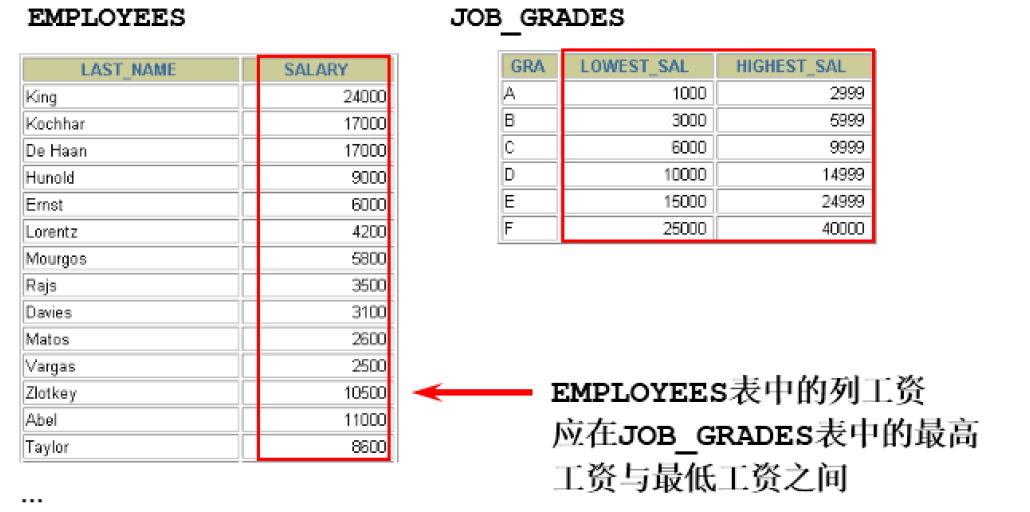 EMPLOYEES
LAST_NAME SALARY
King 24000
Kochhar 17000
De Haan 17000
Hunold 9000
Ernst 6000
Lorentz 4200
Mourgos 5800
Rajs 3500
Davies 3100
Matos 2600
Vargas 2500
Zlotkey 10500
Abel 11000
Taylor 8600
...
JOB_GRADES
GRA LOWEST_SAL HIGHEST_SAL
A 1000 2999
B 3000 5999
C 6000 9999
D 10000 14999
E 15000 24999
F 25000 40000
EMPLOYEES表中的列工资
应在JOB_GRADES表中的最高
工资与最低工资之间